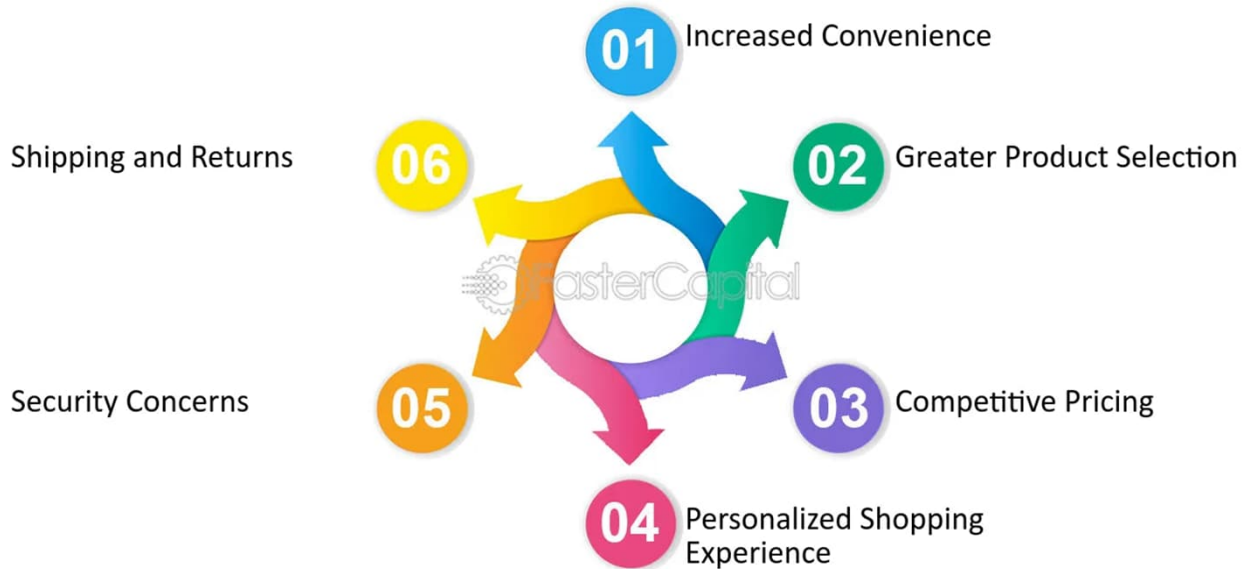 01
Increased Convenience
02
Greater Product Selection
03
Competitive Pricing
04
Personalized Shopping
Experience
05
Security Concerns
06
Shipping and Returns
FasterCapital